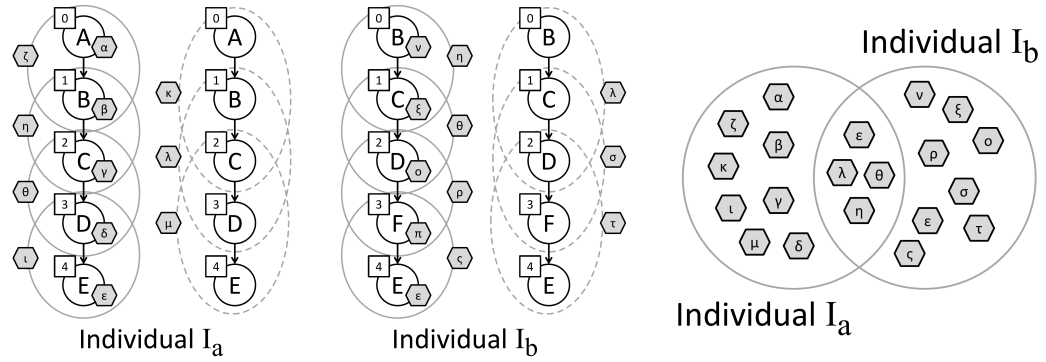 0
A α
ζ
1
B β
η
2
C γ
θ
3
D δ
ι
4
E ε
0
A
κ
1
B
λ
2
C
μ
3
D
4
E
Individual Ia
0
B ν
η
1
C ξ
θ
2
D ο
ρ
3
F π
ς
4
E ε
0
B
1
C
λ
2
D
σ
3
F
τ
4
E
Individual Ib
Individual Ib
α
ζ
β
κ
ι
γ
μ
δ
ε
λ
θ
η
ν
ξ
ο
ρ
σ
ε
τ
ς
Individual Ia